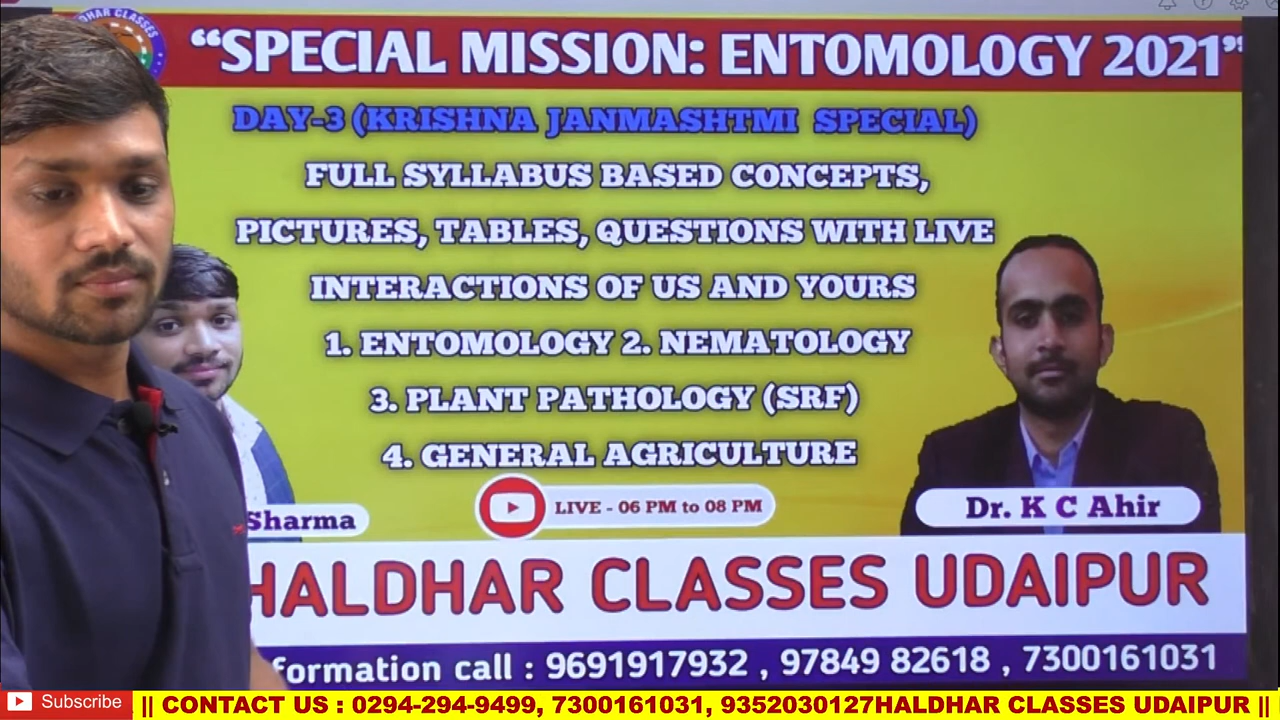 DHAR CLASSES
“SPECIAL MISSION: ENTOMOLOGY 2021”
DAY-3 (KRISHNA JANMASHTMI SPECIAL)
FULL SYLLABUS BASED CONCEPTS,
PICTURES, TABLES, QUESTIONS WITH LIVE
INTERACTIONS OF US AND YOURS
1. ENTOMOLOGY 2. NEMATOLOGY
3. PLANT PATHOLOGY (SRF)
4. GENERAL AGRICULTURE
LIVE - 06 PM to 08 PM
Sharma
Dr. K C Ahir
HALDHAR CLASSES UDAIPUR
formation call : 9691917932 , 97849 82618 , 7300161031
Subscribe || CONTACT US : 0294-294-9499, 7300161031, 9352030127HALDHAR CLASSES UDAIPUR ||